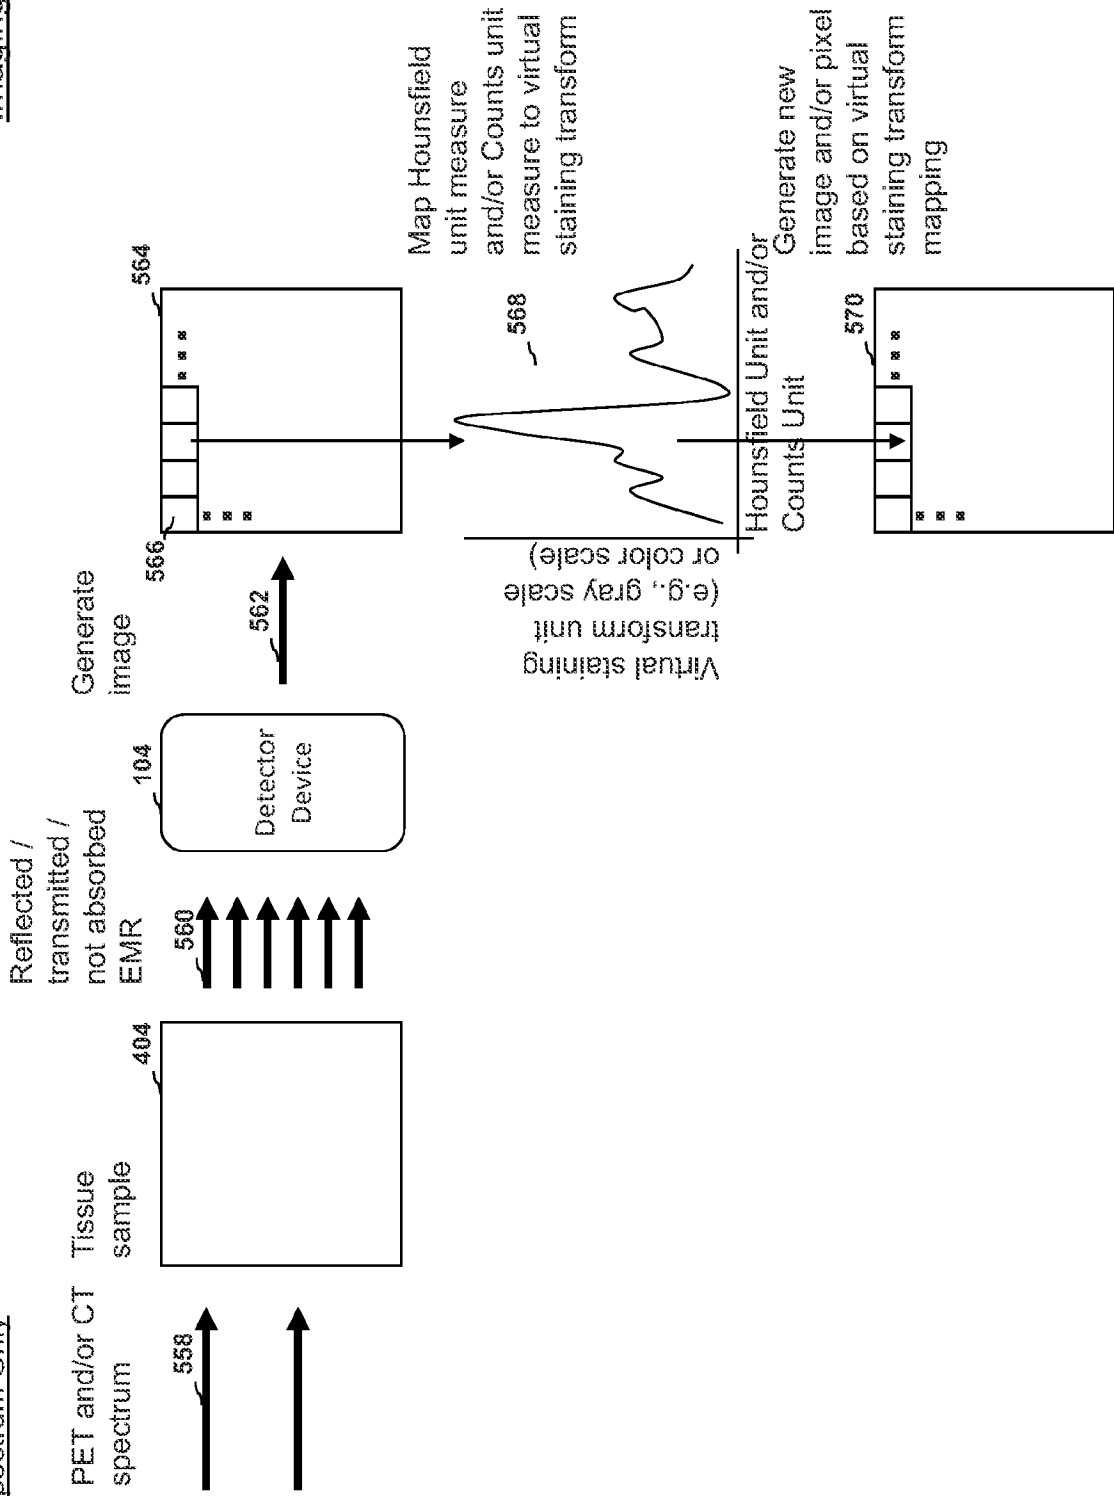 PET and/or CT
spectrum
558
Tissue
sample
404
Reflected /
transmitted /
not absorbed
EMR
560
104
Detector
Device
Generate
image
562
564
566
Map Hounsfield
unit measure
and/or Counts unit
measure to virtual
staining transform
568
Virtual staining
transform unit
(e.g., gray scale
or color scale)
Hounsfield Unit and/or
Counts Unit
Generate new
image and/or pixel
based on virtual
staining transform
mapping
570